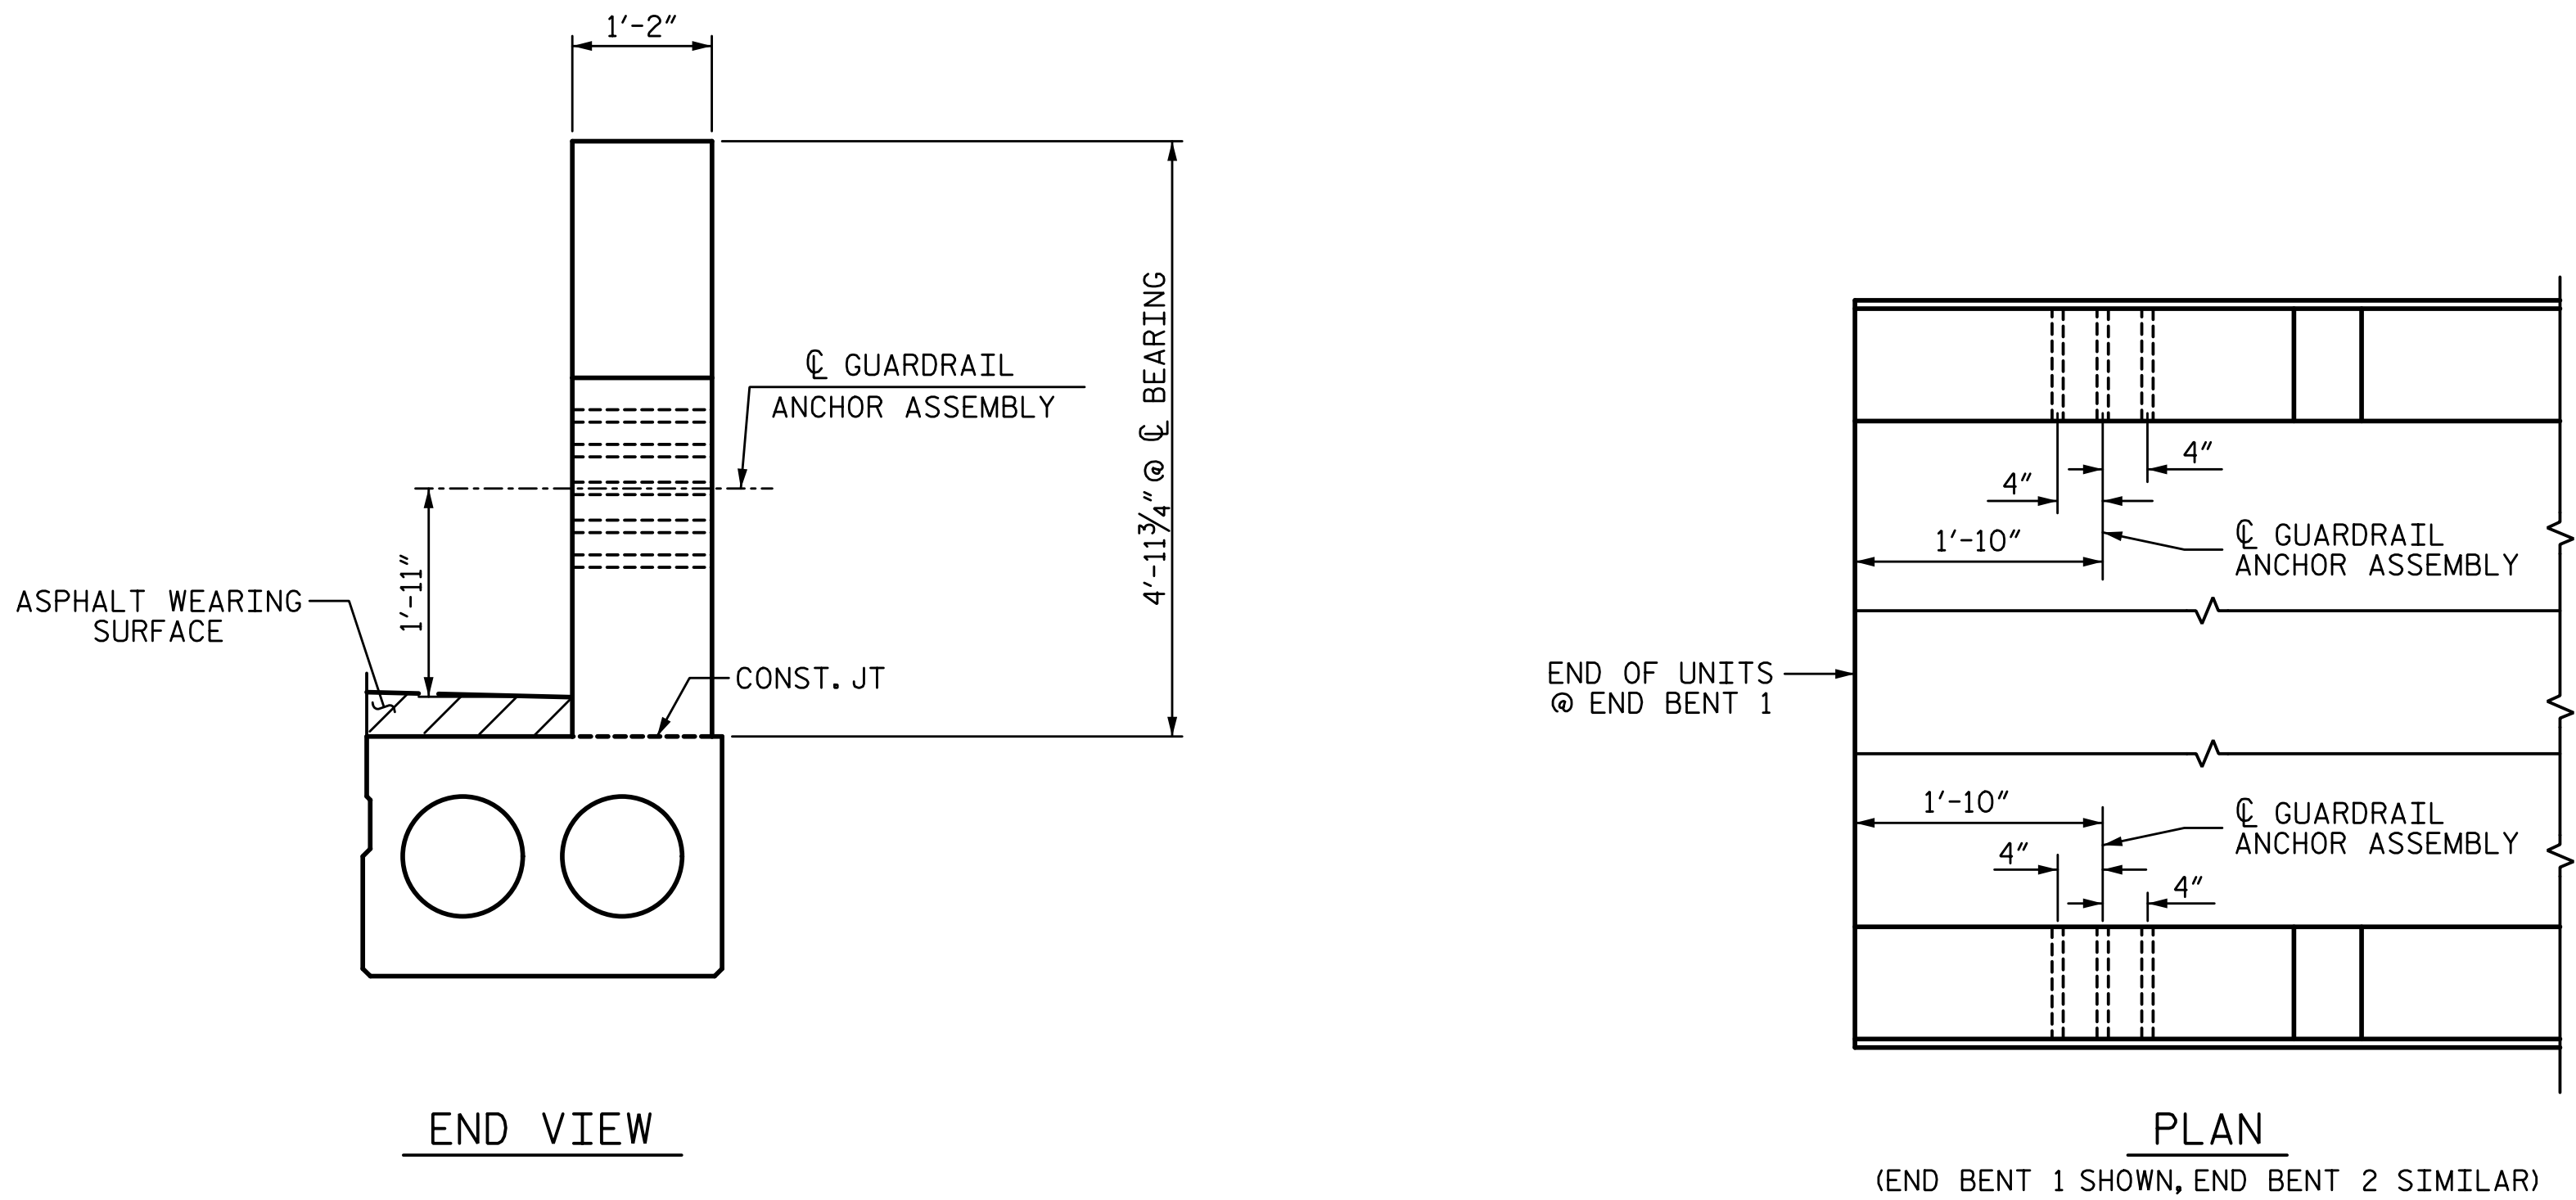 1'-2"
℄ GUARDRAIL
ANCHOR ASSEMBLY
4'-11¾" @ ℄ BEARING
1'-11"
ASPHALT WEARING
SURFACE
CONST. JT
END VIEW
4"
4"
1'-10"
℄ GUARDRAIL
ANCHOR ASSEMBLY
END OF UNITS
@ END BENT 1
1'-10"
℄ GUARDRAIL
ANCHOR ASSEMBLY
4"
4"
PLAN
(END BENT 1 SHOWN, END BENT 2 SIMILAR)